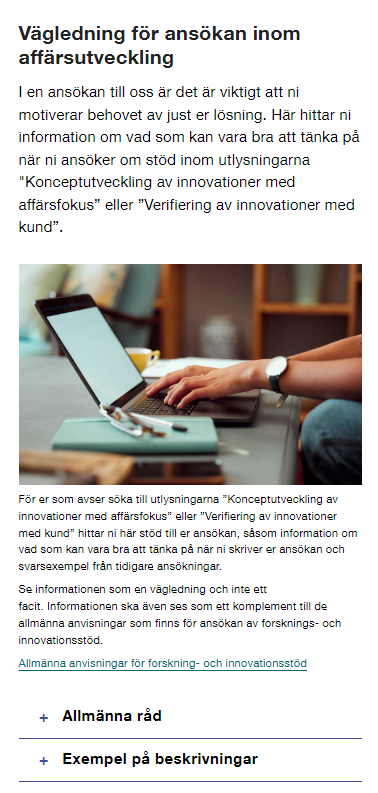 Vägledning för ansökan inom
affärsutveckling
I en ansökan till oss är det är viktigt att ni
motiverar behovet av just er lösning. Här hittar ni
information om vad som kan vara bra att tänka på
när ni ansöker om stöd inom utlysningarna
"Konceptutveckling av innovationer med
affärsfokus” eller ”Verifiering av innovationer med
kund”.
För er som avser söka till utlysningarna ”Konceptutveckling av
innovationer med affärsfokus” eller ”Verifiering av innovationer
med kund” hittar ni här stöd till er ansökan, såsom information om
vad som kan vara bra att tänka på när ni skriver er ansökan och
svarsexempel från tidigare ansökningar.
Se informationen som en vägledning och inte ett
facit. Informationen ska även ses som ett komplement till de
allmänna anvisningar som finns för ansökan av forsknings- och
innovationsstöd.
Allmänna anvisningar för forskning- och innovationsstöd
+ Allmänna råd
+ Exempel på beskrivningar